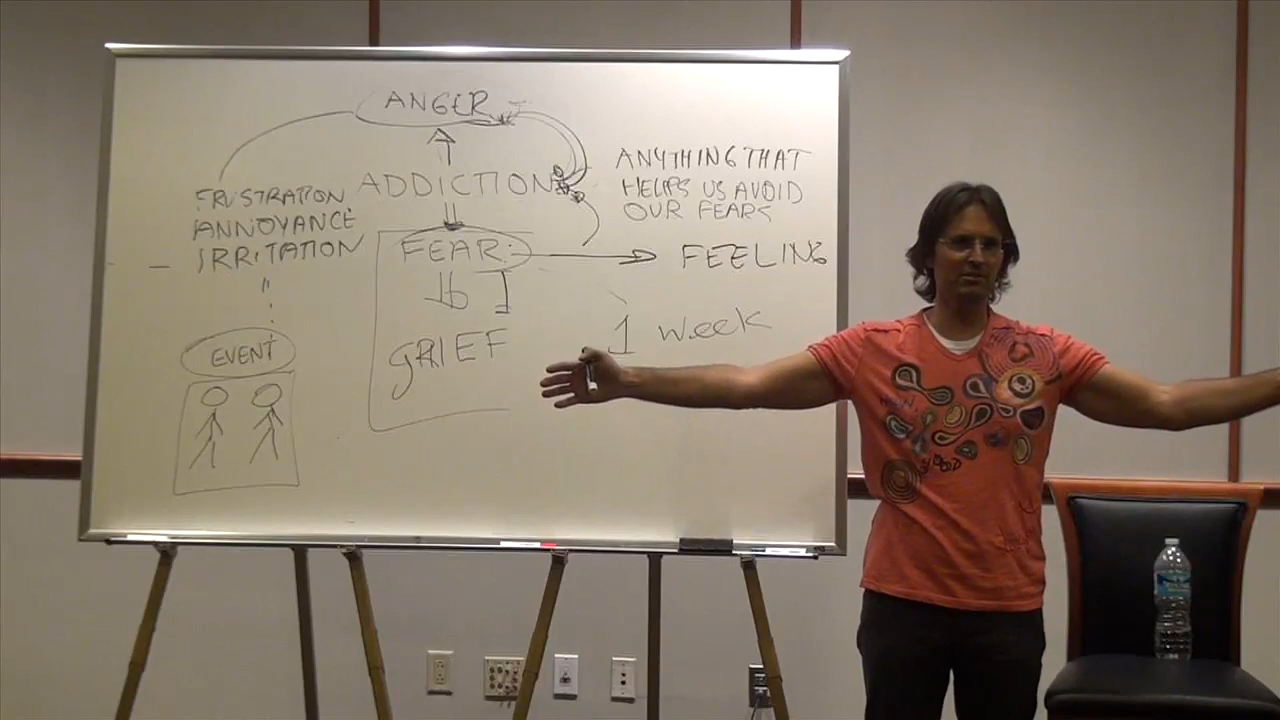 ANGER
ADDICTION
ANYTHING THAT
HELPS US AVOID
OUR FEARS
FRUSTRATION
ANNOYANCE
IRRITATION
FEAR:
FEELING
GRIEF
1 week
EVENT